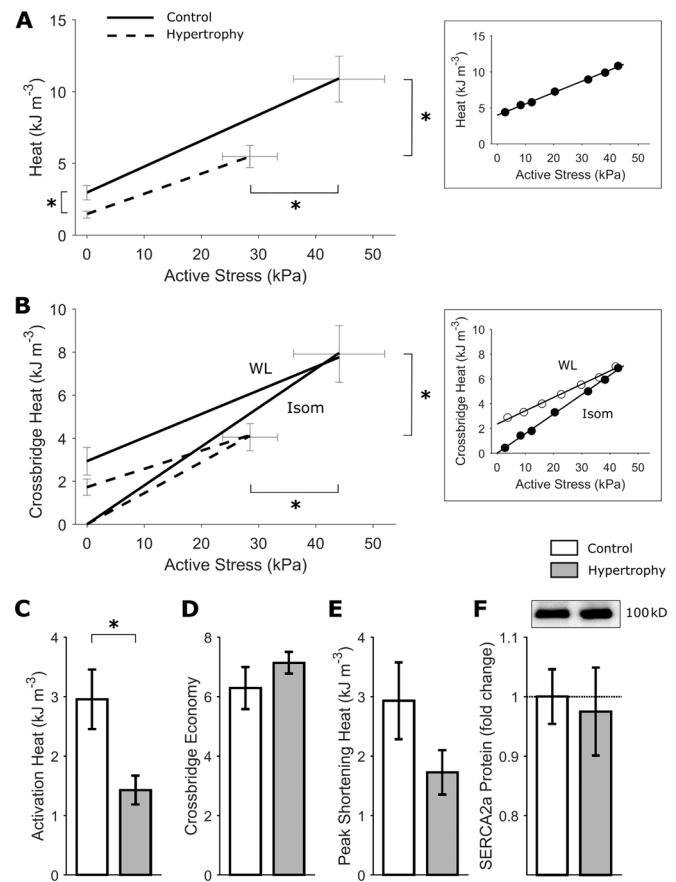 A
Control
Hypertrophy
15
10
5
0
Heat (kJ m-3)
0 10 20 30 40 50
Active Stress (kPa)
*
*
*
15
10
5
0
Heat (kJ m-3)
0 10 20 30 40 50
Active Stress (kPa)
B
10
8
6
4
2
0
Crossbridge Heat (kJ m-3)
WL
Isom
0 10 20 30 40 50
Active Stress (kPa)
*
*
10
8
6
4
2
0
Crossbridge Heat (kJ m-3)
WL
Isom
0 10 20 30 40 50
Active Stress (kPa)
Control
Hypertrophy
C
4
3
2
1
0
Activation Heat (kJ m-3)
*
D
8
6
4
2
0
Crossbridge Economy
E
4
3
2
1
0
Peak Shortening Heat (kJ m-3)
F
100 kD
1.1
1
0.9
0.8
SERCA2a Protein (fold change)